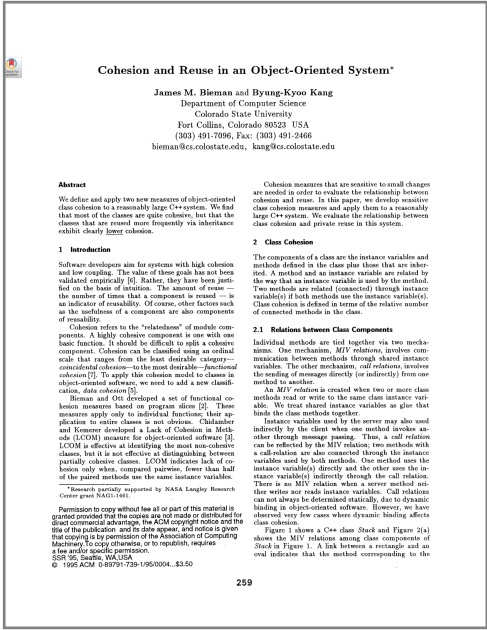 Cohesion and Reuse in an Object-Oriented System*
James M. Bieman and Byung-Kyoo Kang
Department of Computer Science
Colorado State University
Fort Collins, Colorado 80523 USA
(303) 491-7096, Fax: (303) 491-2466
bieman@cs.colostate.edu, kang@cs.colostate.edu
Abstract
We define and apply two new measures of object-oriented
class cohesion to a reasonably large C++ system. We find
that most of the classes are quite cohesive, but that the
classes that are reused more frequently via inheritance
exhibit clearly lower cohesion.
1 Introduction
Software developers aim for systems with high cohesion
and low coupling. The value of these goals has not been
validated empirically [6]. Rather, they have been justi-
fied on the basis of intuition. The amount of reuse —
the number of times that a component is reused — is
an indicator of reusability. Of course, other factors such
as the usefulness of a component are also components
of reusability.
Cohesion refers to the "relatedness" of module com-
ponents. A highly cohesive component is one with one
basic function. It should be difficult to split a cohesive
component. Cohesion can be classified using an ordinal
scale that ranges from the least desirable category—
coincidental cohesion—to the most desirable—functional
cohesion [7]. To apply this cohesion model to classes in
object-oriented software, we need to add a new classifi-
cation, data cohesion [5].
Bieman and Ott developed a set of functional co-
hesion measures based on program slices [2]. These
measures apply only to individual functions; their ap-
plication to entire classes is not obvious. Chidamber
and Kemerer developed a Lack of Cohesion in Meth-
ods (LCOM) measure for object-oriented software [3].
LCOM is effective at identifying the most non-cohesive
classes, but it is not effective at distinguishing between
partially cohesive classes. LCOM indicates lack of co-
hesion only when, compared pairwise, fewer than half
of the paired methods use the same instance variables.
*Research partially supported by NASA Langley Research
Center grant NAG1-1461.
Permission to copy without fee all or part of this material is
granted provided that the copies are not made or distributed for
direct commercial advantage, the ACM copyright notice and the
title of the publication and its date appear, and notice is given
that copying is by permission of the Association of Computing
Machinery.To copy otherwise, or to republish, requires
a fee and/or specific permission.
SSR '95, Seattle, WA,USA
© 1995 ACM 0-89791-739-1/95/0004...$3.50
Cohesion measures that are sensitive to small changes
are needed in order to evaluate the relationship between
cohesion and reuse. In this paper, we develop sensitive
class cohesion measures and apply them to a reasonably
large C++ system. We evaluate the relationship between
class cohesion and private reuse in this system.
2 Class Cohesion
The components of a class are the instance variables and
methods defined in the class plus those that are inher-
ited. A method and an instance variable are related by
the way that an instance variable is used by the method.
Two methods are related (connected) through instance
variable(s) if both methods use the instance variable(s).
Class cohesion is defined in terms of the relative number
of connected methods in the class.
2.1 Relations between Class Components
Individual methods are tied together via two mecha-
nisms. One mechanism, MIV relations, involves com-
munication between methods through shared instance
variables. The other mechanism, call relations, involves
the sending of messages directly (or indirectly) from one
method to another.
An MIV relation is created when two or more class
methods read or write to the same class instance vari-
able. We treat shared instance variables as glue that
binds the class methods together.
Instance variables used by the server may also used
indirectly by the client when one method invokes an-
other through message passing. Thus, a call relation
can be reflected by the MIV relation; two methods with
a call-relation are also connected through the instance
variables used by both methods. One method uses the
instance variable(s) directly and the other uses the in-
stance variable(s) indirectly through the call relation.
There is no MIV relation when a server method nei-
ther writes nor reads instance variables. Call relations
can not always be determined statically, due to dynamic
binding in object-oriented software. However, we have
observed very few cases where dynamic binding affects
class cohesion.
Figure 1 shows a C++ class Stack and Figure 2(a)
shows the MIV relations among class components of
Stack in Figure 1. A link between a rectangle and an
oval indicates that the method corresponding to the
259